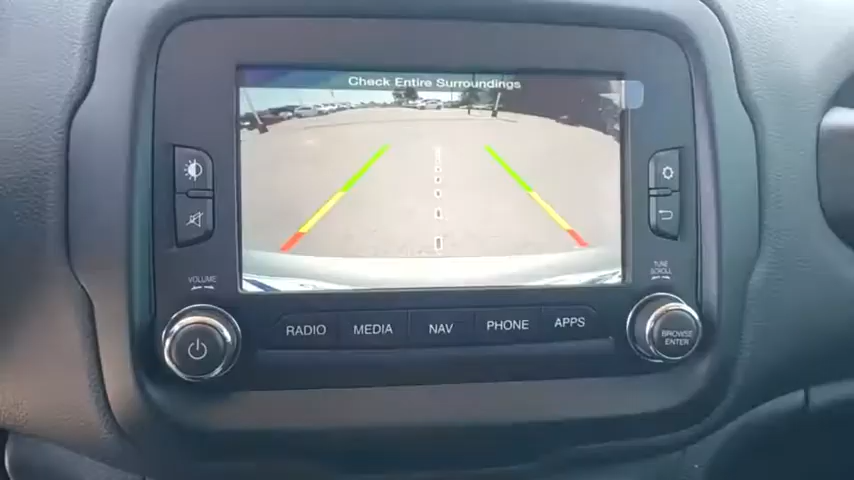 Check Entire Surroundings
VOLUME
TUNE
SCROLL
RADIO
MEDIA
NAV
PHONE
APPS
BROWSE
ENTER